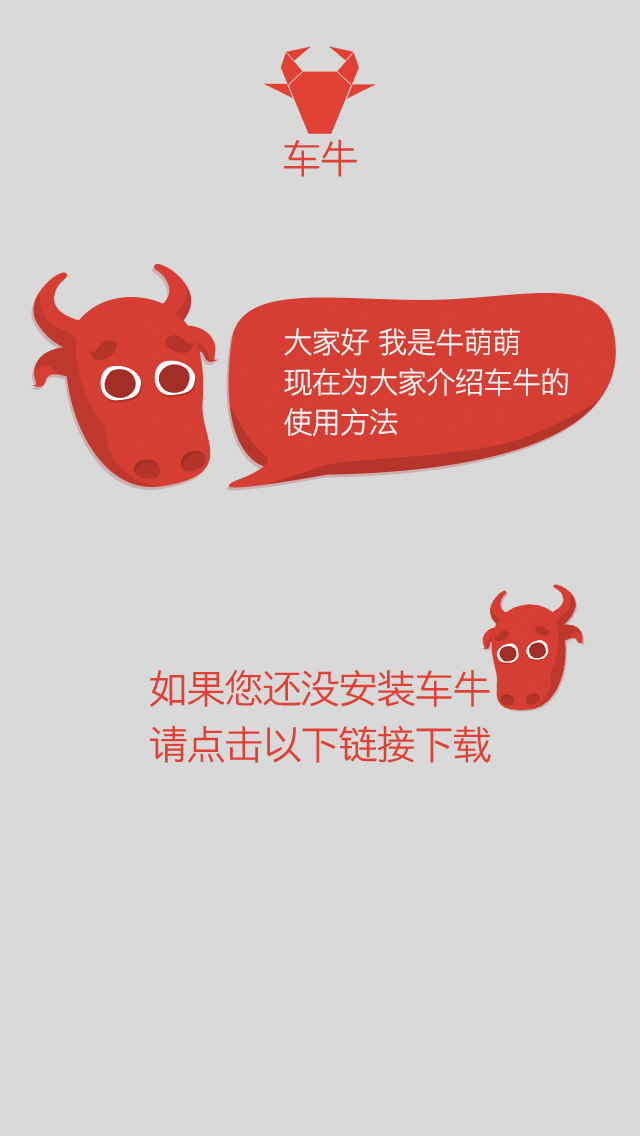 车牛
大家好 我是牛萌萌
现在为大家介绍车牛的
使用方法
如果您还没安装车牛
请点击以下链接下载